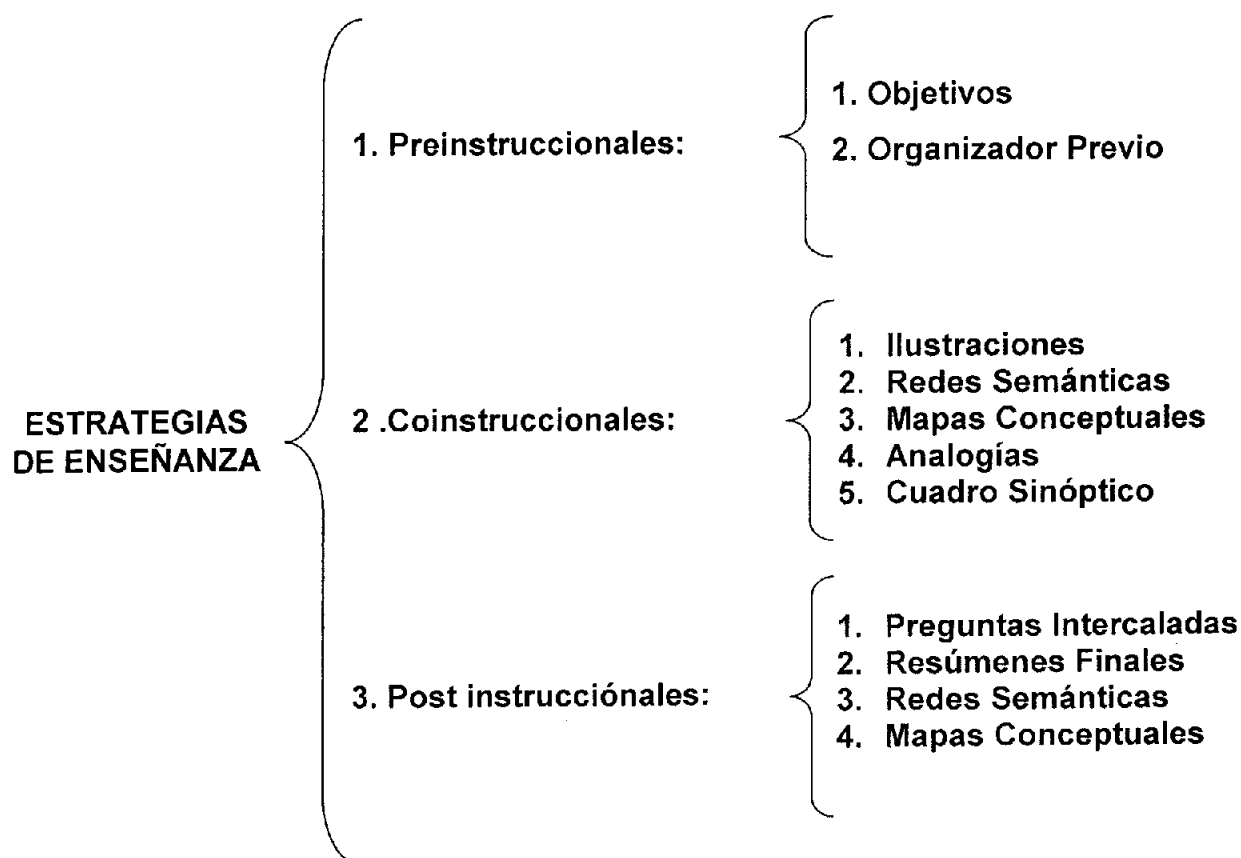 ESTRATEGIAS
DE ENSEÑANZA
1. Preinstruccionales:
1. Objetivos
2. Organizador Previo
2 .Coinstruccionales:
1. Ilustraciones
2. Redes Semánticas
3. Mapas Conceptuales
4. Analogías
5. Cuadro Sinóptico
3. Post instrucciónales:
1. Preguntas Intercaladas
2. Resúmenes Finales
3. Redes Semánticas
4. Mapas Conceptuales